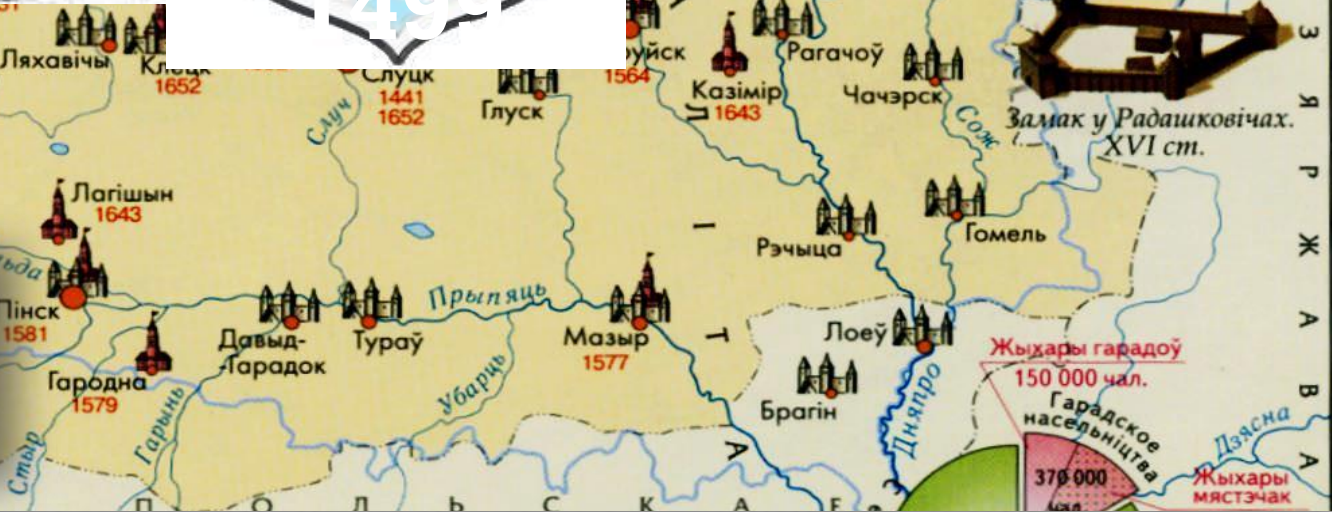 1499
Ляхавічы
Клецк
1652
Слуцк
1441
1652
Глуск
1564
Казімір
1643
Рагачоў
Чачэрск
Сож
Замак у Радашковічах.
XVI ст.
Случ
Лагішын
1643
Рэчыца
Гомель
Пінск
1581
Гародна
1579
Давыд-
-Гарадок
Тураў
Прыпяць
Мазыр
1577
Убарць
Гарынь
Стыр
Лоеў
Брагін
Дняпро
Жыхары гарадоў
150 000 чал.
Гарадское
насельніцтва
370 000
чал.
Жыхары
мястэчак
Дзясна
Л І Т А
П О Л Ь С К А Е
З Я Р Ж А В А